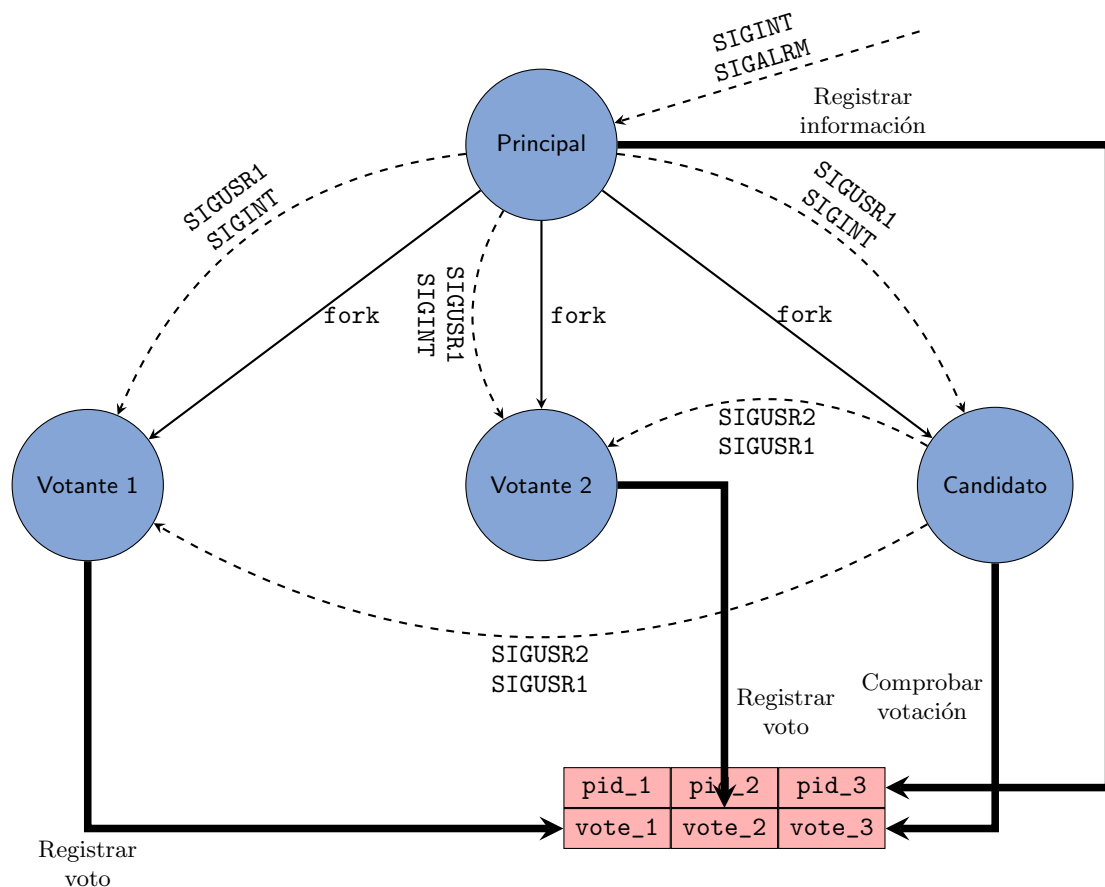 SIGINT
SIGALRM
Registrar
información
Principal
SIGUSR1
SIGINT
SIGUSR1
SIGINT
SIGUSR1
SIGINT
fork
fork
fork
SIGUSR2
SIGUSR1
Votante 1
Votante 2
Candidato
SIGUSR2
SIGUSR1
Registrar
voto
Comprobar
votación
pid_1 pid_2 pid_3
vote_1 vote_2 vote_3
Registrar
voto